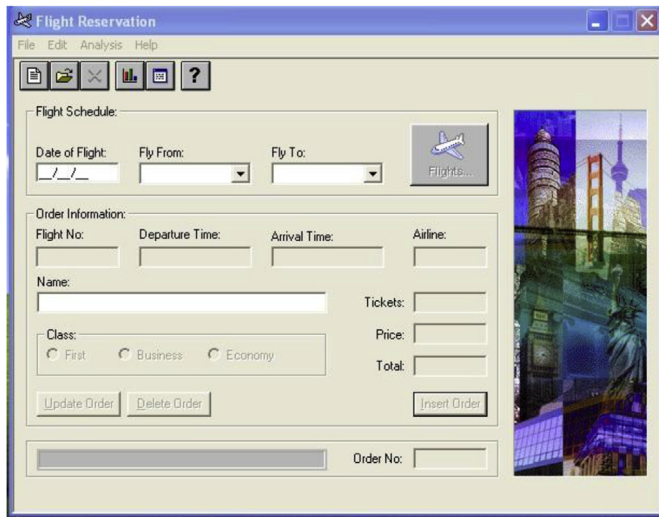 Flight Reservation
File Edit Analysis Help
?
Flight Schedule:
Date of Flight: Fly From: Fly To:
__/__/__
Flights...
Order Information:
Flight No: Departure Time: Arrival Time: Airline:
Name:
Tickets:
Class:
Price:
First Business Economy
Total:
Update Order Delete Order Insert Order
Order No: